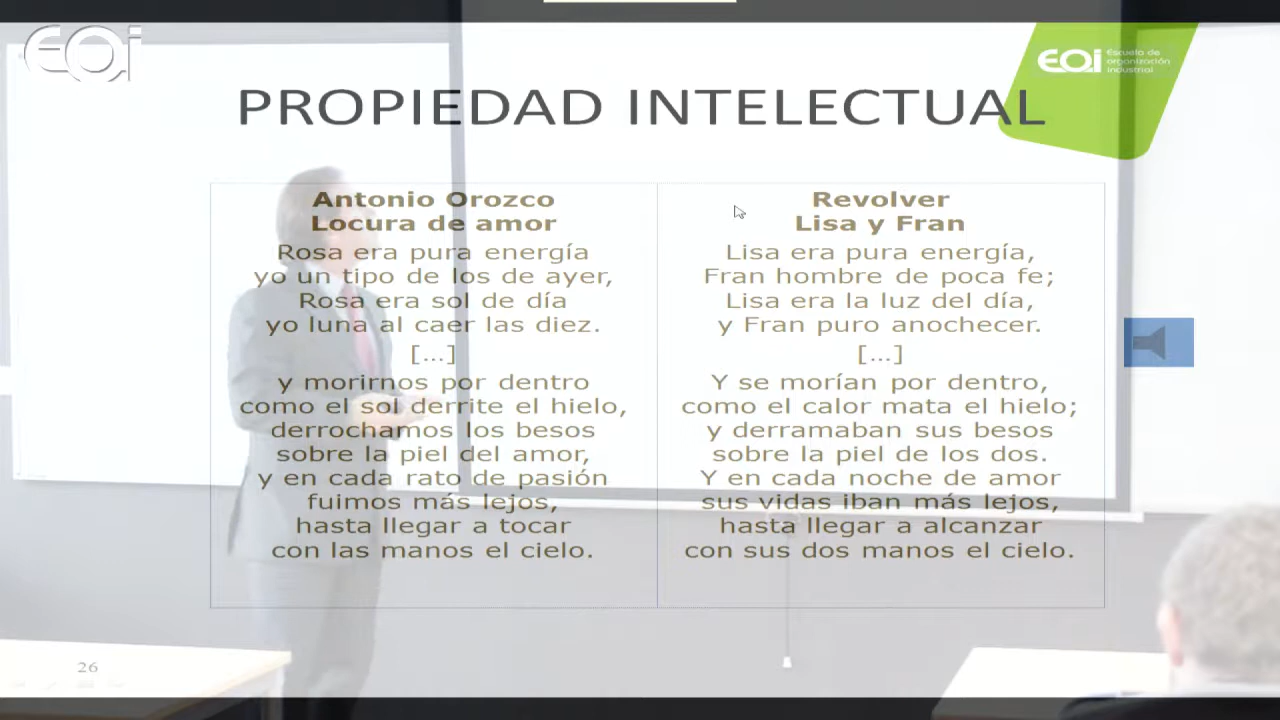 EOi
EOi
Escuela de
organización
industrial
PROPIEDAD INTELECTUAL
Antonio Orozco
Locura de amor
Rosa era pura energía
yo un tipo de los de ayer,
Rosa era sol de día
yo luna al caer las diez.
[...]
y morirnos por dentro
como el sol derrite el hielo,
derrochamos los besos
sobre la piel del amor,
y en cada rato de pasión
fuimos más lejos,
hasta llegar a tocar
con las manos el cielo.
Revolver
Lisa y Fran
Lisa era pura energía,
Fran hombre de poca fe;
Lisa era la luz del día,
y Fran puro anochecer.
[...]
Y se morían por dentro,
como el calor mata el hielo;
y derramaban sus besos
sobre la piel de los dos.
Y en cada noche de amor
sus vidas iban más lejos,
hasta llegar a alcanzar
con sus dos manos el cielo.
26